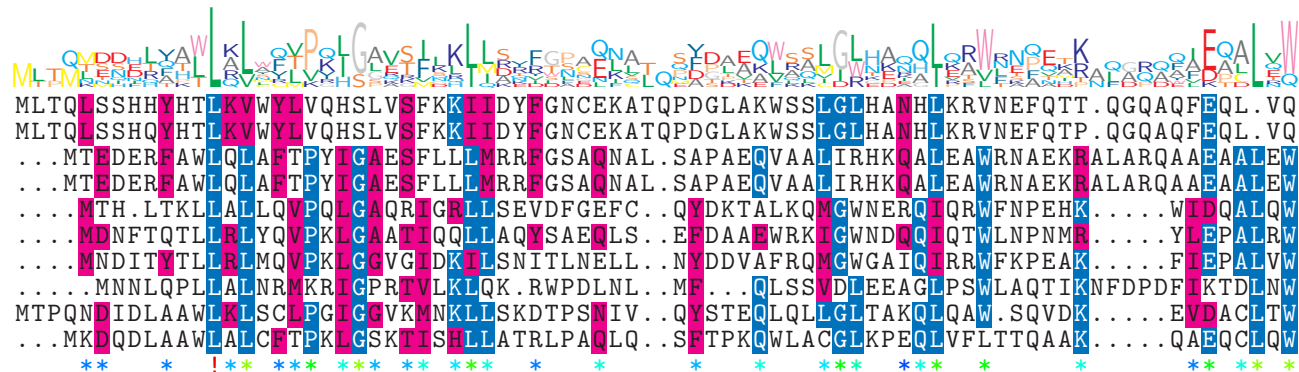 MLTQLSSHHYHTLKVWYLVQHSLVSFKKIIDYFGNCEKATQPDGLAKWSSLGLHANHLKRVNEFQTT.QGQAQFEQL.VQ
MLTQLSSHQYHTLKVWYLVQHSLVSFKKIIDYFGNCEKATQPDGLAKWSSLGLHANHLKRVNEFQTP.QGQAQFEQL.VQ
...MTEDERFAWLQLAFTPYIGAESFLLLMRRFGSAQNAL.SAPAEQVAALIRHKQALEAWRNAEKRALARQAAEAALEW
...MTEDERFAWLQLAFTPYIGAESFLLLMRRFGSAQNAL.SAPAEQVAALIRHKQALEAWRNAEKRALARQAAEAALEW
....MTH.LTKLLALLQVPQLGAQRIGRLLSEVDFGEFC..QYDKTALKQMGWNERQIQRWFNPEHK.....WIDQALQW
....MDNFTQTLLRLYQVPKLGAATIQQLLAQYSAEQLS..EFDAAEWRKIGWNDQQIQTWLNPNMR.....YLEPALRW
....MNDITYTLLRLMQVPKLGGVGIDKILSNITLNELL..NYDDVAFRQMGWGAIQIRRWFKPEAK.....FIEPALVW
.....MNNLQPLLALNRMKRIGPRTVLKLQK.RWPDLNL..MF...QLSSVDLEEAGLPSWLAQTIKNFDPDFIKTDLNW
MTPQNDIDLAAWLKLSCLPGIGGVKMNKLLSKDTPSNIV..QYSTEQLQLLGLTAKQLQAW.SQVDK.....EVDACLTW
...MKDQDLAAWLALCFTPKLGSKTISHLLATRLPAQLQ..SFTPKQWLACGLKPEQLVFLTTQAAK.....QAEQCLQW